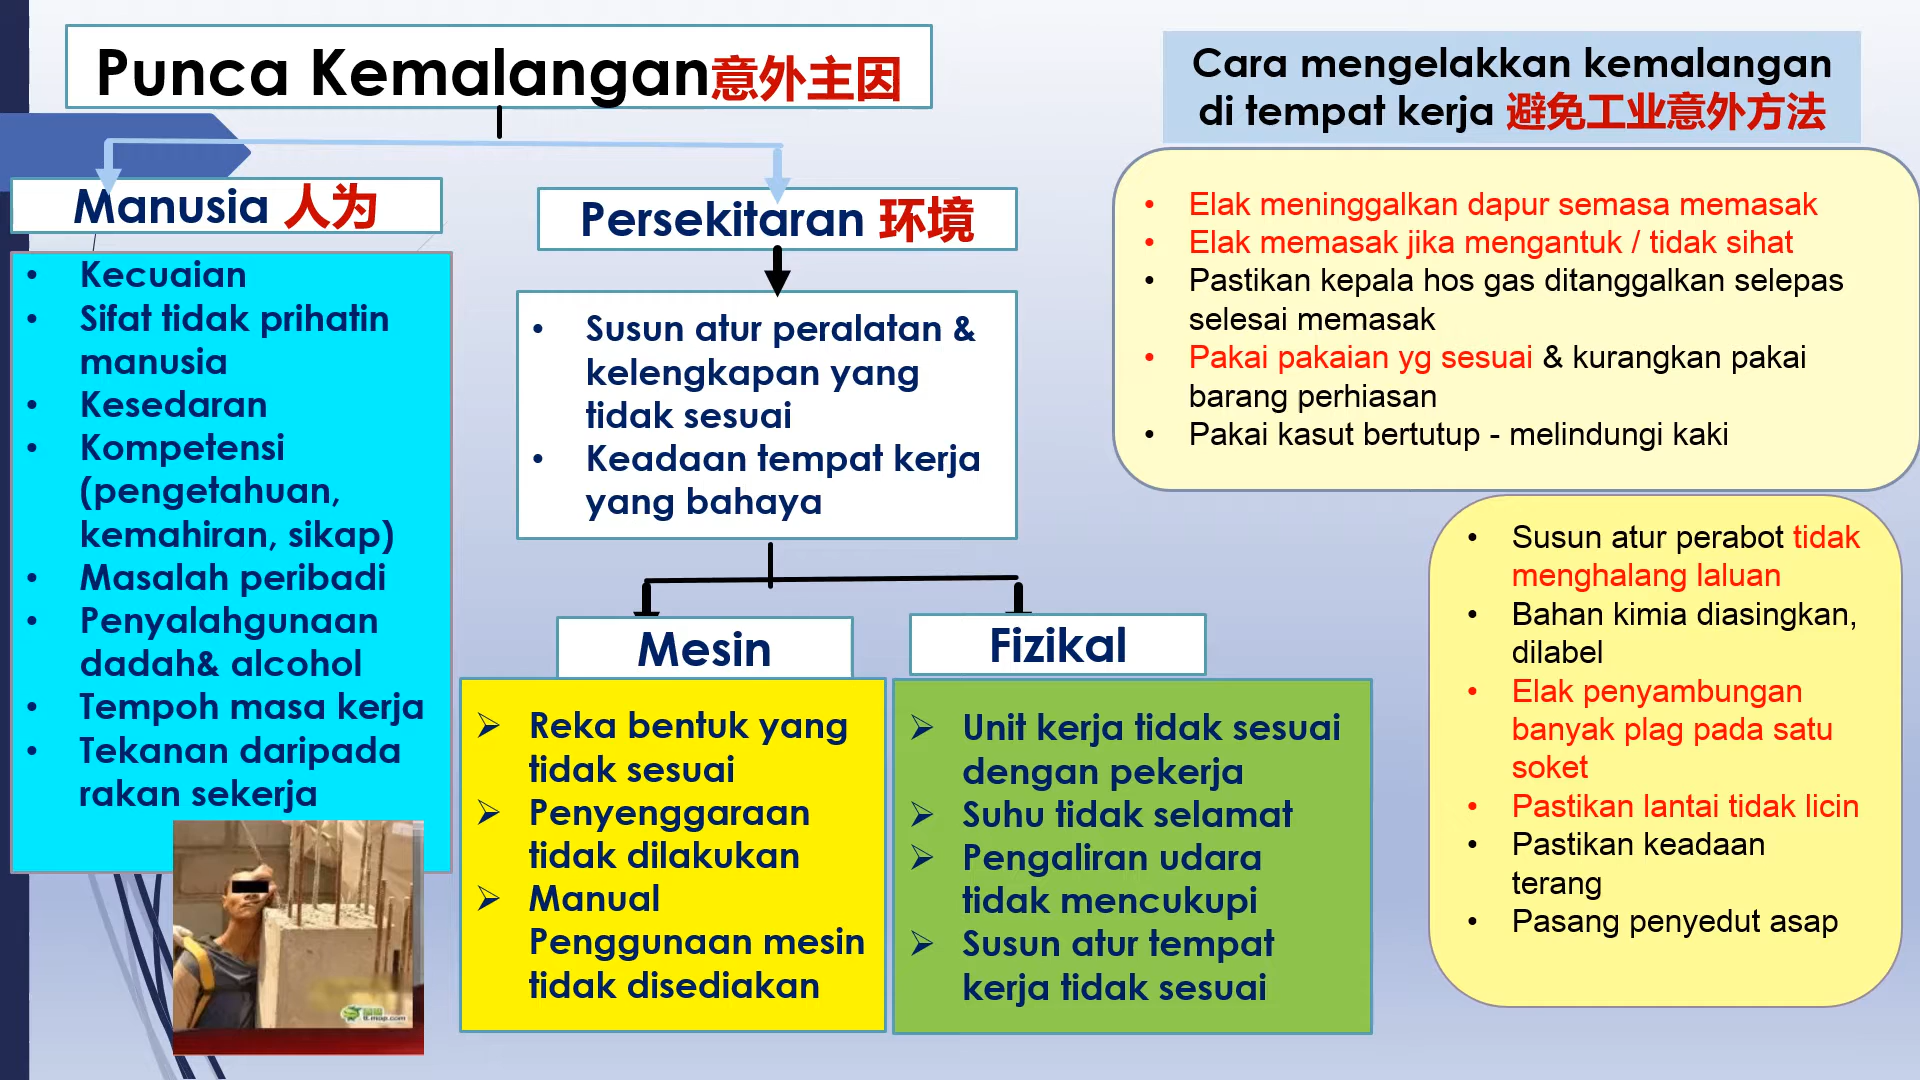 Punca Kemalangan意外主因
Manusia 人为
• Kecuaian
• Sifat tidak prihatin
manusia
• Kesedaran
• Kompetensi
(pengetahuan,
kemahiran, sikap)
• Masalah peribadi
• Penyalahgunaan
dadah& alcohol
• Tempoh masa kerja
• Tekanan daripada
rakan sekerja
Persekitaran 环境
• Susun atur peralatan &
kelengkapan yang
tidak sesuai
• Keadaan tempat kerja
yang bahaya
Mesin
➢ Reka bentuk yang
tidak sesuai
➢ Penyenggaraan
tidak dilakukan
➢ Manual
Penggunaan mesin
tidak disediakan
Fizikal
➢ Unit kerja tidak sesuai
dengan pekerja
➢ Suhu tidak selamat
➢ Pengaliran udara
tidak mencukupi
➢ Susun atur tempat
kerja tidak sesuai
Cara mengelakkan kemalangan
di tempat kerja 避免工业意外方法
• Elak meninggalkan dapur semasa memasak
• Elak memasak jika mengantuk / tidak sihat
• Pastikan kepala hos gas ditanggalkan selepas
selesai memasak
• Pakai pakaian yg sesuai & kurangkan pakai
barang perhiasan
• Pakai kasut bertutup - melindungi kaki
• Susun atur perabot tidak
menghalang laluan
• Bahan kimia diasingkan,
dilabel
• Elak penyambungan
banyak plag pada satu
soket
• Pastikan lantai tidak licin
• Pastikan keadaan
terang
• Pasang penyedut asap